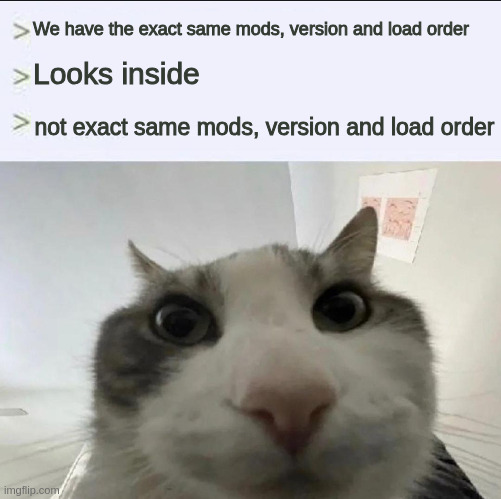 > We have the exact same mods, version and load order
> Looks inside
> not exact same mods, version and load order
imgflip.com